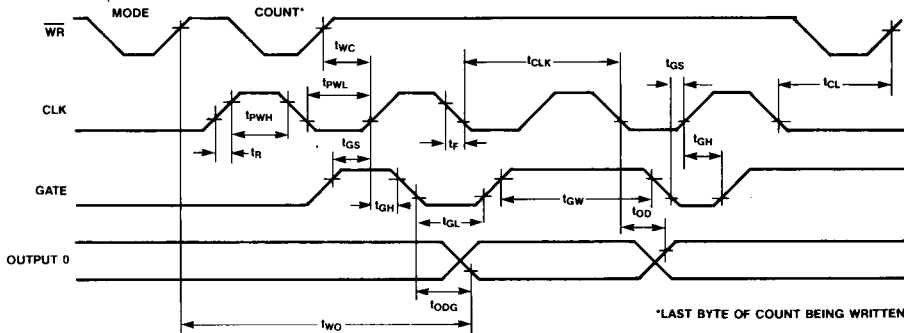 MODE COUNT*
WR
tWC tCLK tGS tCL
tPWL
CLK
tPWH
tGS tF tGH
tR
GATE
tGH tGL tGW tOD
OUTPUT 0
tODG
*LAST BYTE OF COUNT BEING WRITTEN
tWO